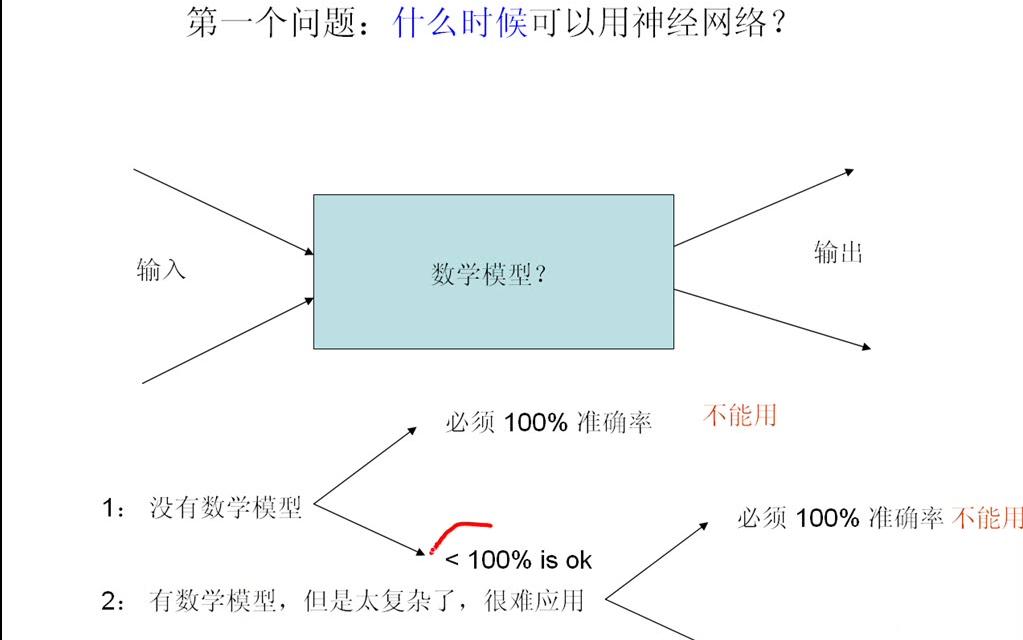 第一个问题：什么时候可以用神经网络？
输入
数学模型？
输出
必须 100% 准确率 不能用
1： 没有数学模型
< 100% is ok
必须 100% 准确率 不能用
2： 有数学模型，但是太复杂了，很难应用